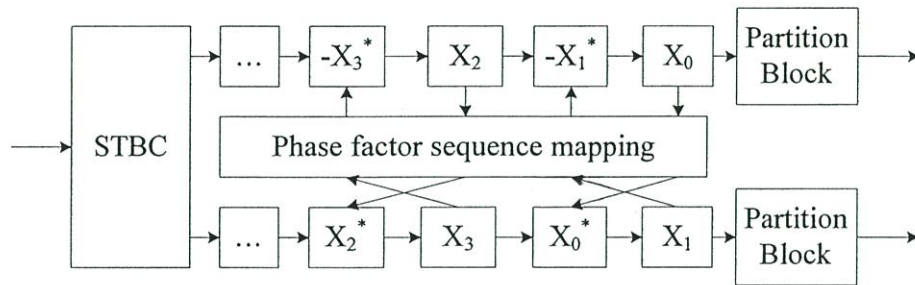 STBC
...
-X₃*
X₂
-X₁*
X₀
Partition
Block
Phase factor sequence mapping
...
X₂*
X₃
X₀*
X₁
Partition
Block